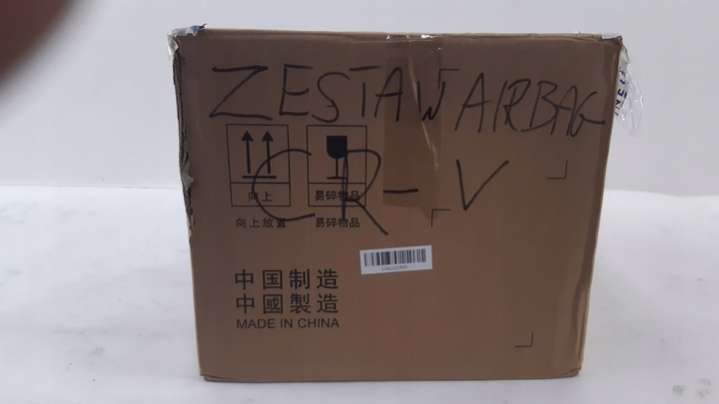 ZESTAW AIRBAG
CR-V
向上 易碎物品
向上放置 易碎物品
中国制造
中國製造
MADE IN CHINA